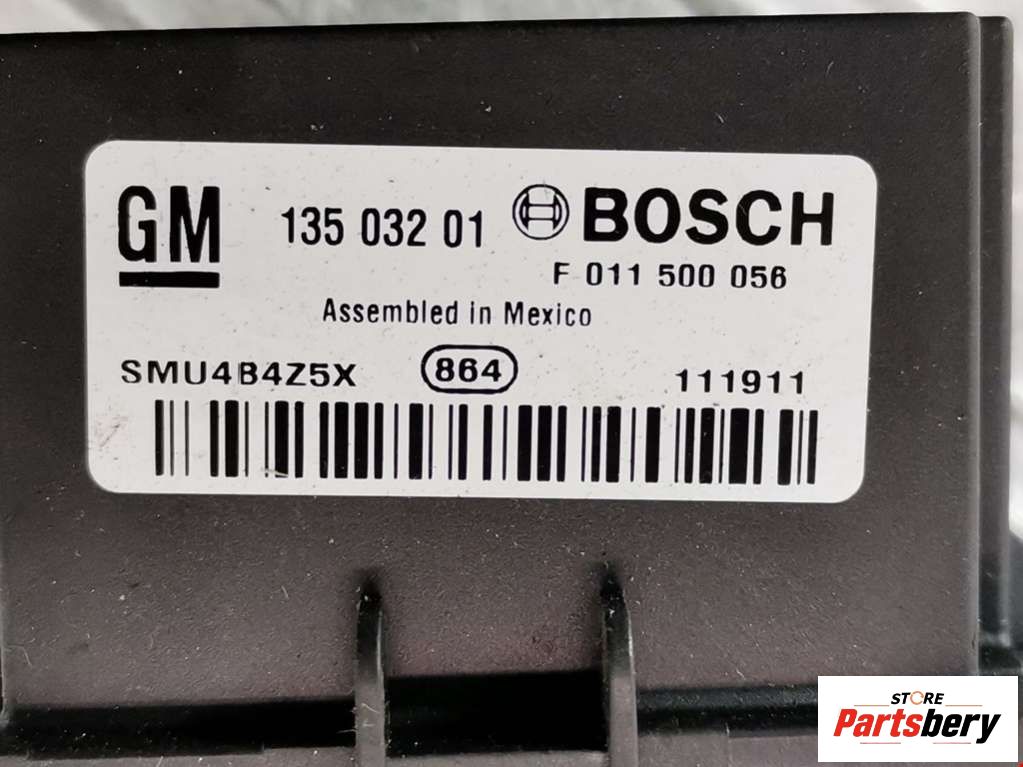 GM 135 032 01 BOSCH
F 011 500 056
Assembled in Mexico
SMU4B4Z5X 864 111911
STORE
Partsbery